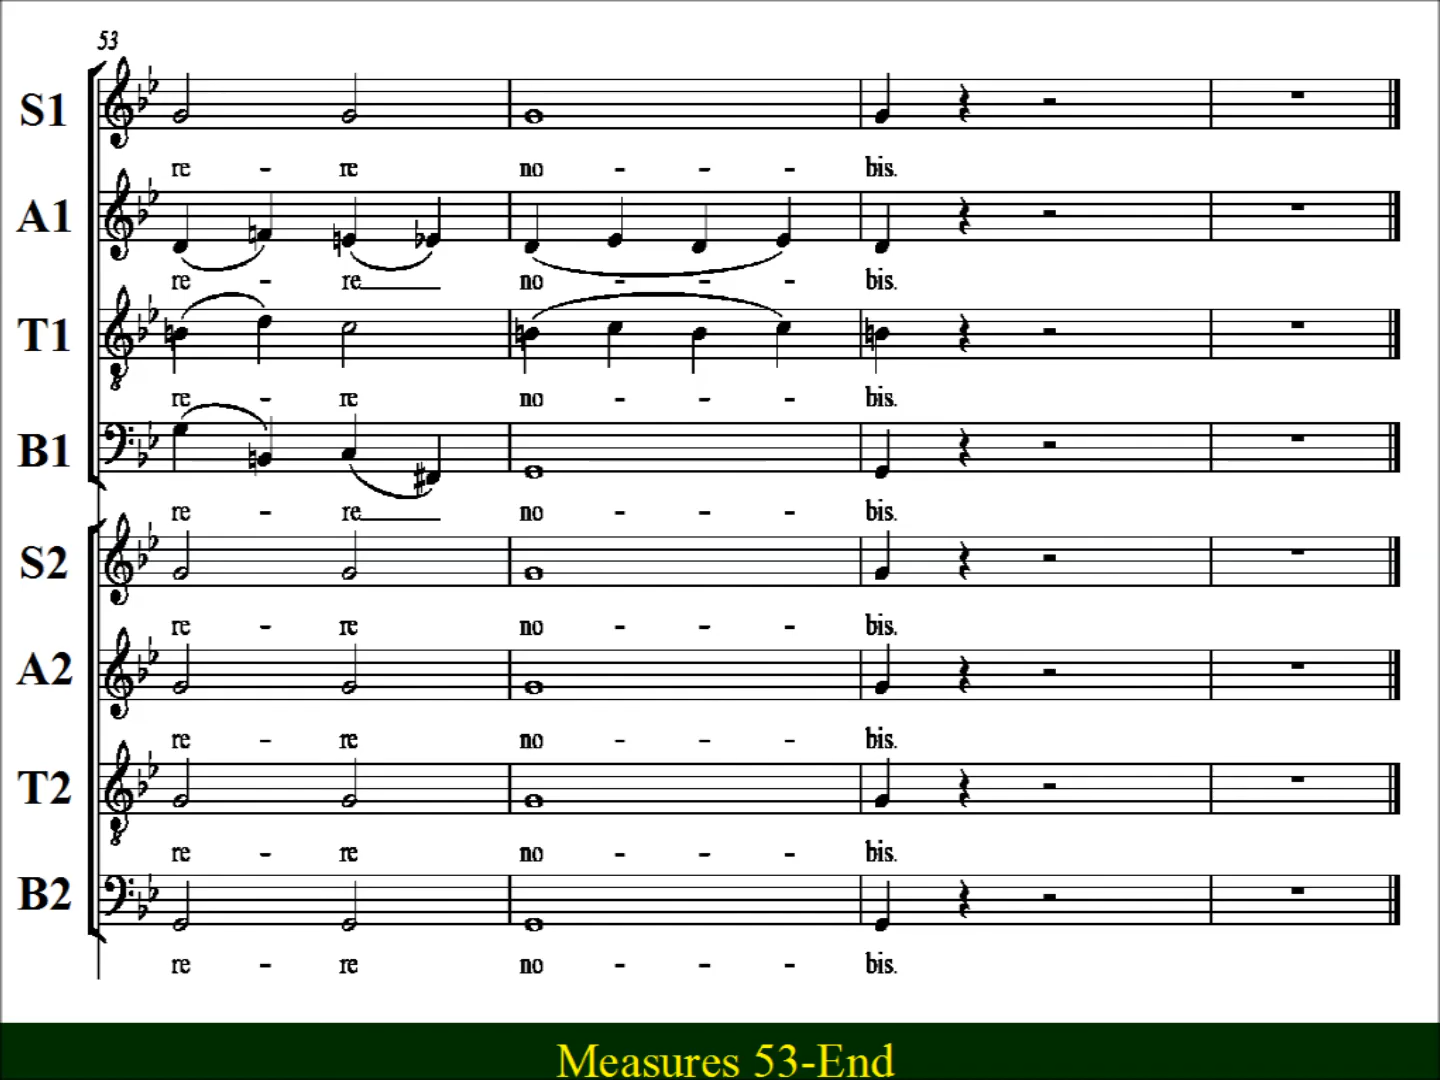 53
S1
re - re no - - - bis.
A1
re - re no - - - bis.
T1
re - re no - - - bis.
B1
re - re no - - - bis.
S2
re - re no - - - bis.
A2
re - re no - - - bis.
T2
re - re no - - - bis.
B2
re - re no - - - bis.
Measures 53-End